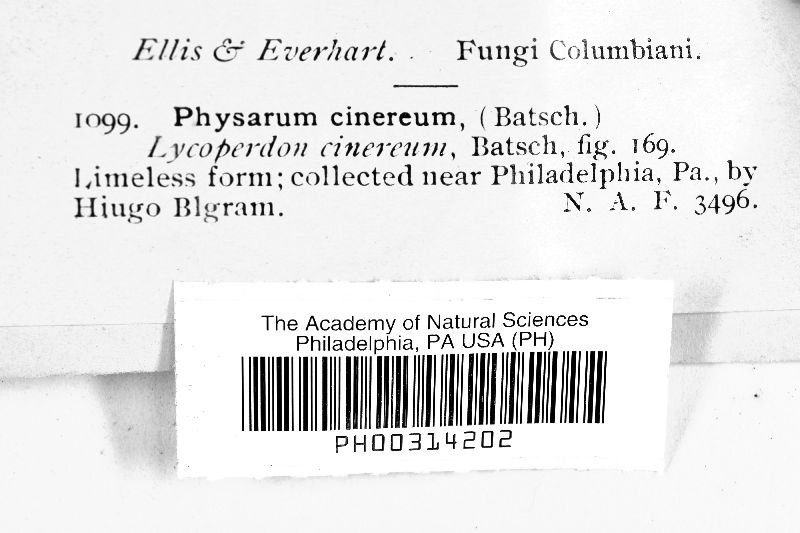 Ellis & Everhart. Fungi Columbiani.
1099. Physarum cinereum, (Batsch.)
Lycoperdon cinereum, Batsch, fig. 169.
Limeless form; collected near Philadelphia, Pa., by
Hiugo Blgram. N. A. F. 3496.
The Academy of Natural Sciences
Philadelphia, PA USA (PH)
PH00314202